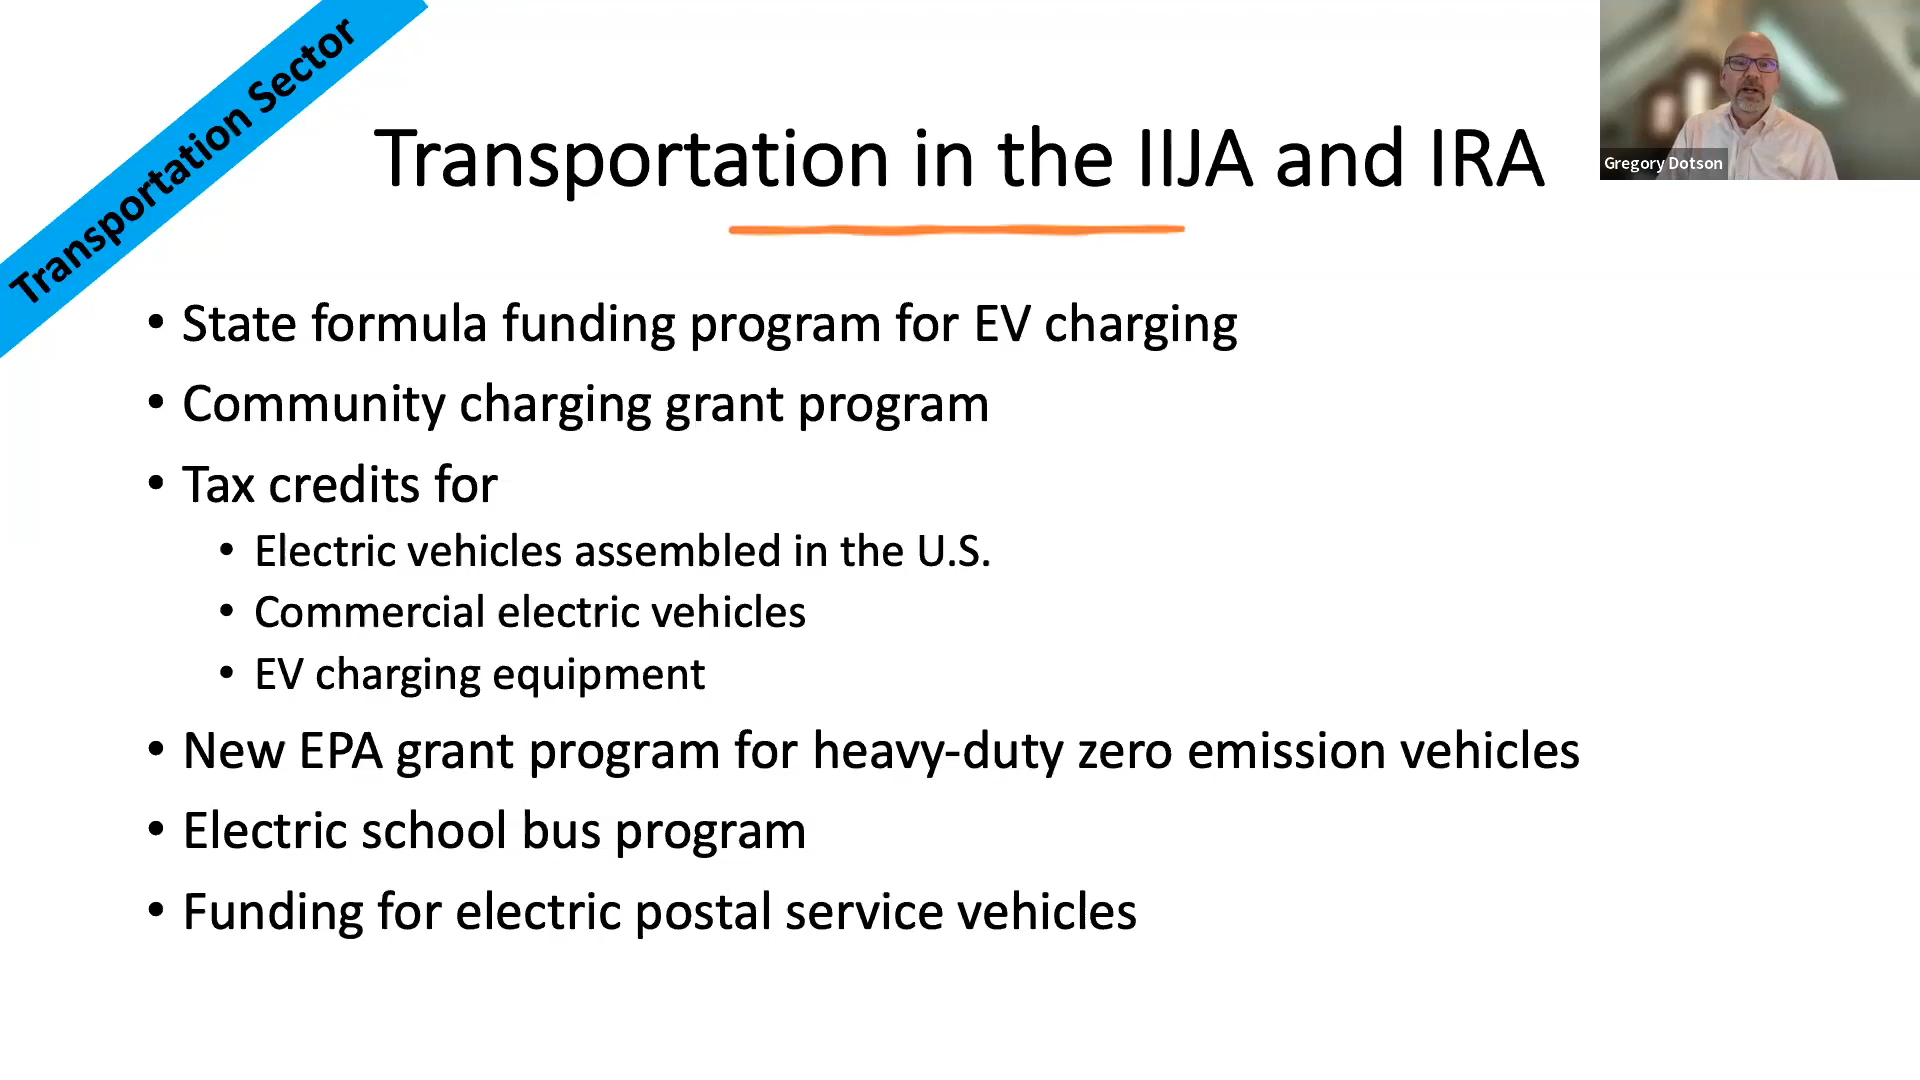 Transportation Sector
Transportation in the IIJA and IRA
Gregory Dotson
• State formula funding program for EV charging
• Community charging grant program
• Tax credits for
• Electric vehicles assembled in the U.S.
• Commercial electric vehicles
• EV charging equipment
• New EPA grant program for heavy-duty zero emission vehicles
• Electric school bus program
• Funding for electric postal service vehicles